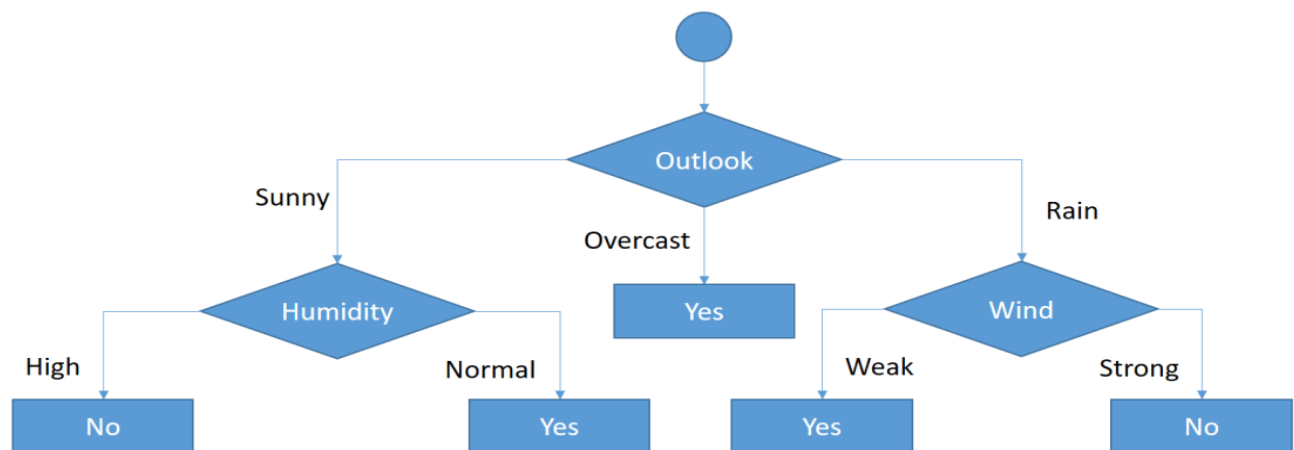 Outlook
Sunny
Rain
Overcast
Humidity
Yes
Wind
High
Normal
Weak
Strong
No
Yes
Yes
No